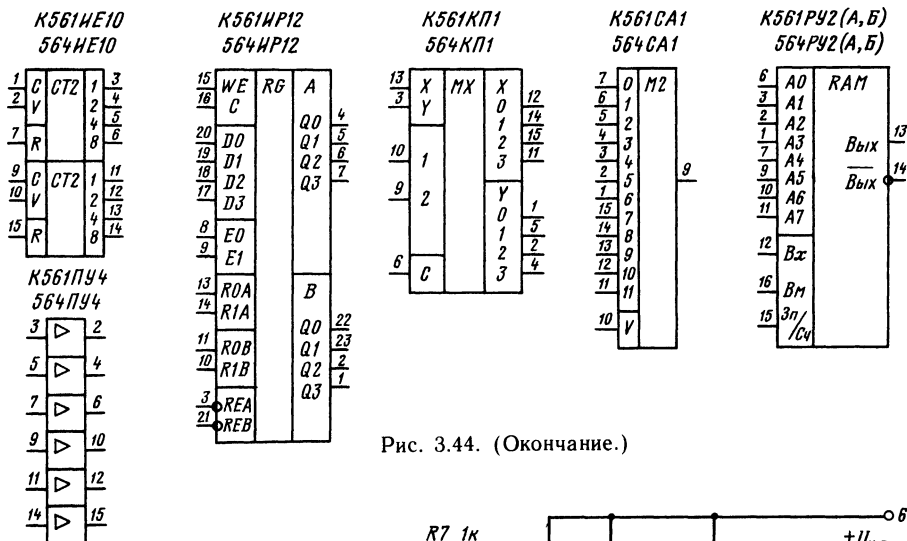 К561ИЕ10
564ИЕ10
1 C CT2 1 3
2 V 2 4
4 5
7 R 8 6
9 C CT2 1 11
10 V 2 12
4 13
15 R 8 14
К561ПУ4
564ПУ4
3 ▷ 2
5 ▷ 4
7 ▷ 6
9 ▷ 10
11 ▷ 12
14 ▷ 15
К561ИР12
564ИР12
15 WE RG A
16 C
Q0 4
20 D0 Q1 5
19 D1 Q2 6
18 D2 Q3 7
17 D3
8 E0
9 E1
13 R0A B
14 R1A
Q0 22
11 R0B Q1 23
10 R1B Q2 2
Q3 1
3 REA
21 REB
К561КП1
564КП1
13 X MX X
3 Y 0 12
1 14
10 1 2 15
3 11
9 2 Y
0 1
1 5
2 2
6 C 3 4
К561СА1
564СА1
7 0 M2
6 1
5 2
4 3
3 4
2 5 9
1 6
15 7
14 8
13 9
12 10
11 11
10 V
К561РУ2(А,Б)
564РУ2(А,Б)
6 A0 RAM
3 A1
2 A2
1 A3 Вых 13
7 A4
9 A5 Вых 14
10 A6
11 A7
12 Вх
16 Вм
15 Зп/Сч
Рис. 3.44. (Окончание.)
R7 1к
6